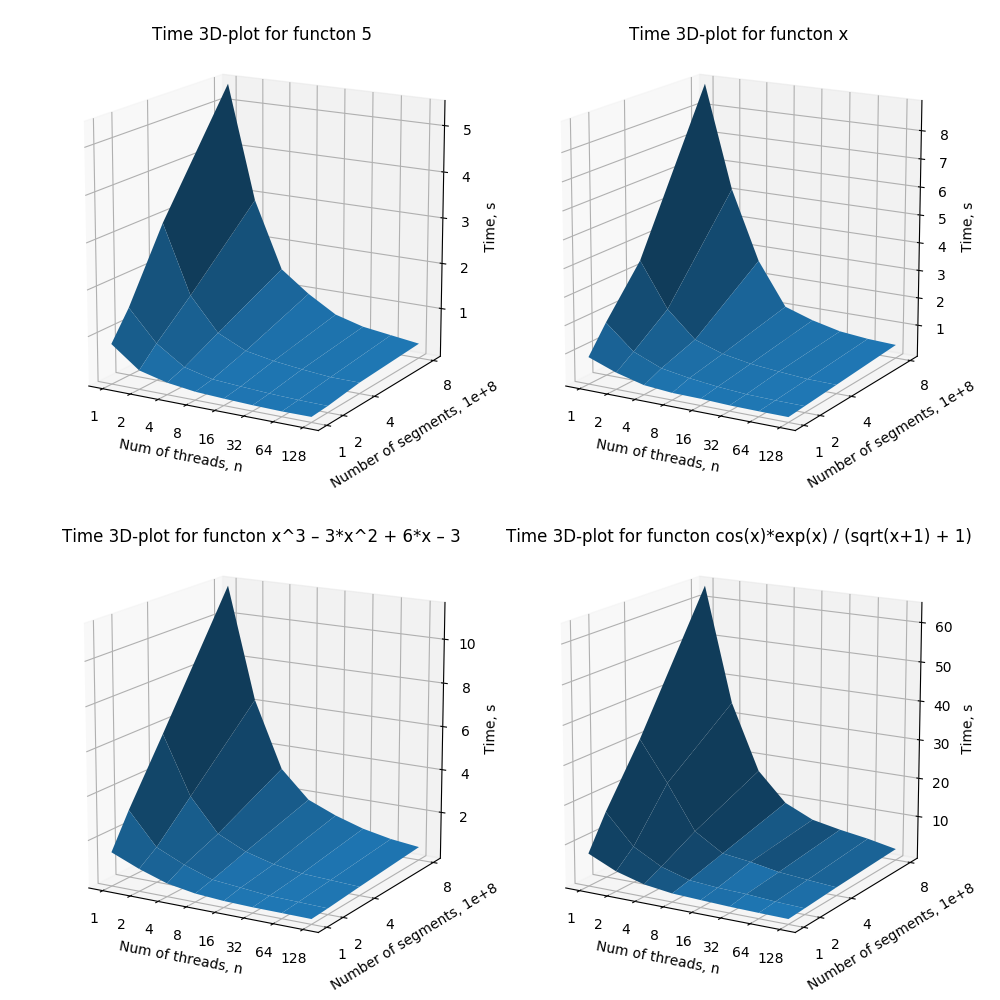 Time 3D-plot for functon 5
5
4
3
2
1
Time, s
1 2 4 8 16 32 64 128
Num of threads, n
1 2 4 8
Number of segments, 1e+8
Time 3D-plot for functon x
8
7
6
5
4
3
2
1
Time, s
1 2 4 8 16 32 64 128
Num of threads, n
1 2 4 8
Number of segments, 1e+8
Time 3D-plot for functon x^3 – 3*x^2 + 6*x – 3
10
8
6
4
2
Time, s
1 2 4 8 16 32 64 128
Num of threads, n
1 2 4 8
Number of segments, 1e+8
Time 3D-plot for functon cos(x)*exp(x) / (sqrt(x+1) + 1)
60
50
40
30
20
10
Time, s
1 2 4 8 16 32 64 128
Num of threads, n
1 2 4 8
Number of segments, 1e+8